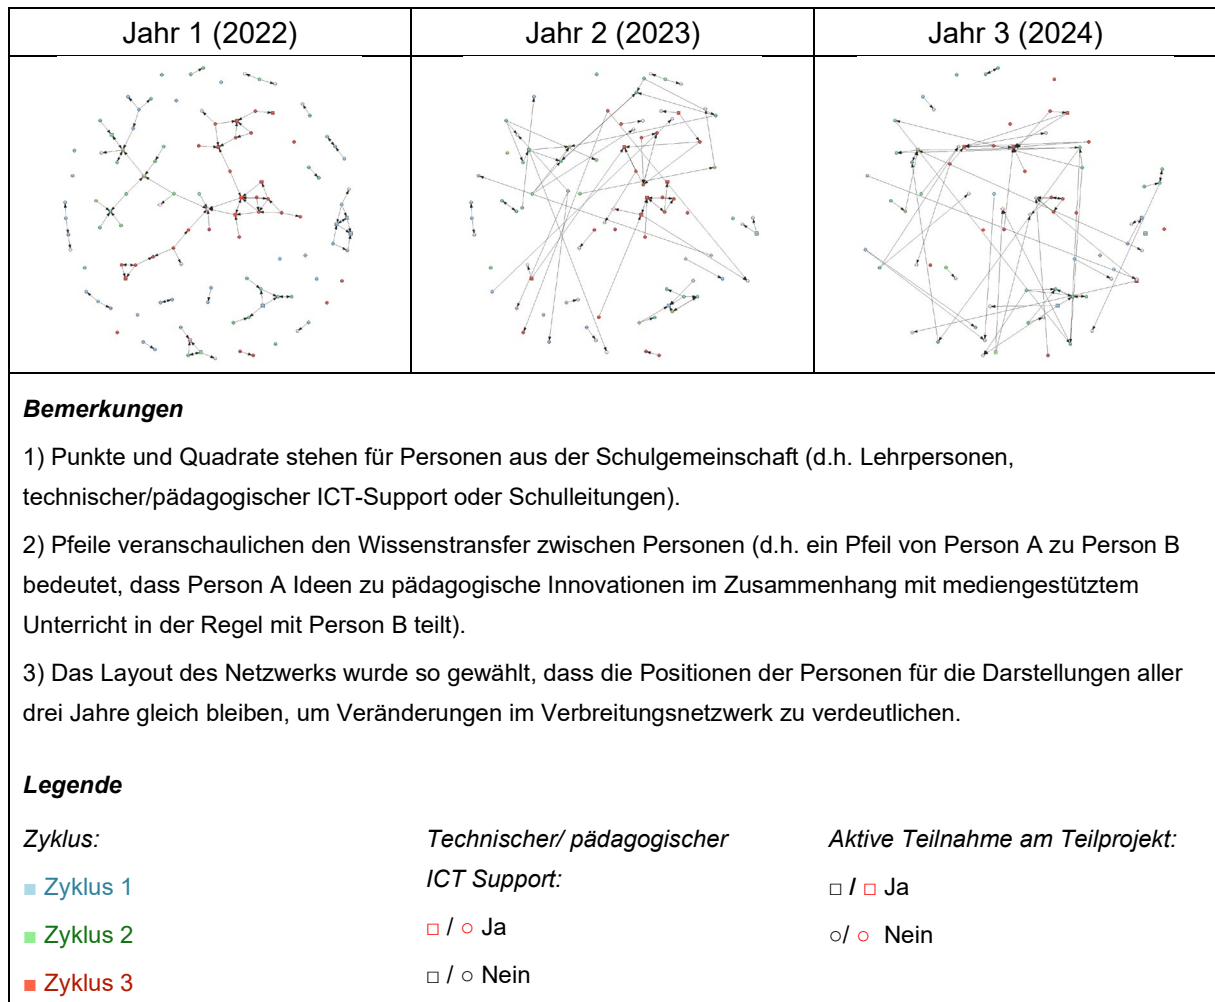 Jahr 1 (2022)
Jahr 2 (2023)
Jahr 3 (2024)
Bemerkungen
1) Punkte und Quadrate stehen für Personen aus der Schulgemeinschaft (d.h. Lehrpersonen,
technischer/pädagogischer ICT-Support oder Schulleitungen).
2) Pfeile veranschaulichen den Wissenstransfer zwischen Personen (d.h. ein Pfeil von Person A zu Person B
bedeutet, dass Person A Ideen zu pädagogische Innovationen im Zusammenhang mit mediengestütztem
Unterricht in der Regel mit Person B teilt).
3) Das Layout des Netzwerks wurde so gewählt, dass die Positionen der Personen für die Darstellungen aller
drei Jahre gleich bleiben, um Veränderungen im Verbreitungsnetzwerk zu verdeutlichen.
Legende
Zyklus:
■ Zyklus 1
■ Zyklus 2
■ Zyklus 3
Technischer/ pädagogischer
ICT Support:
□ / ○ Ja
□ / ○ Nein
Aktive Teilnahme am Teilprojekt:
□ / □ Ja
○/ ○ Nein